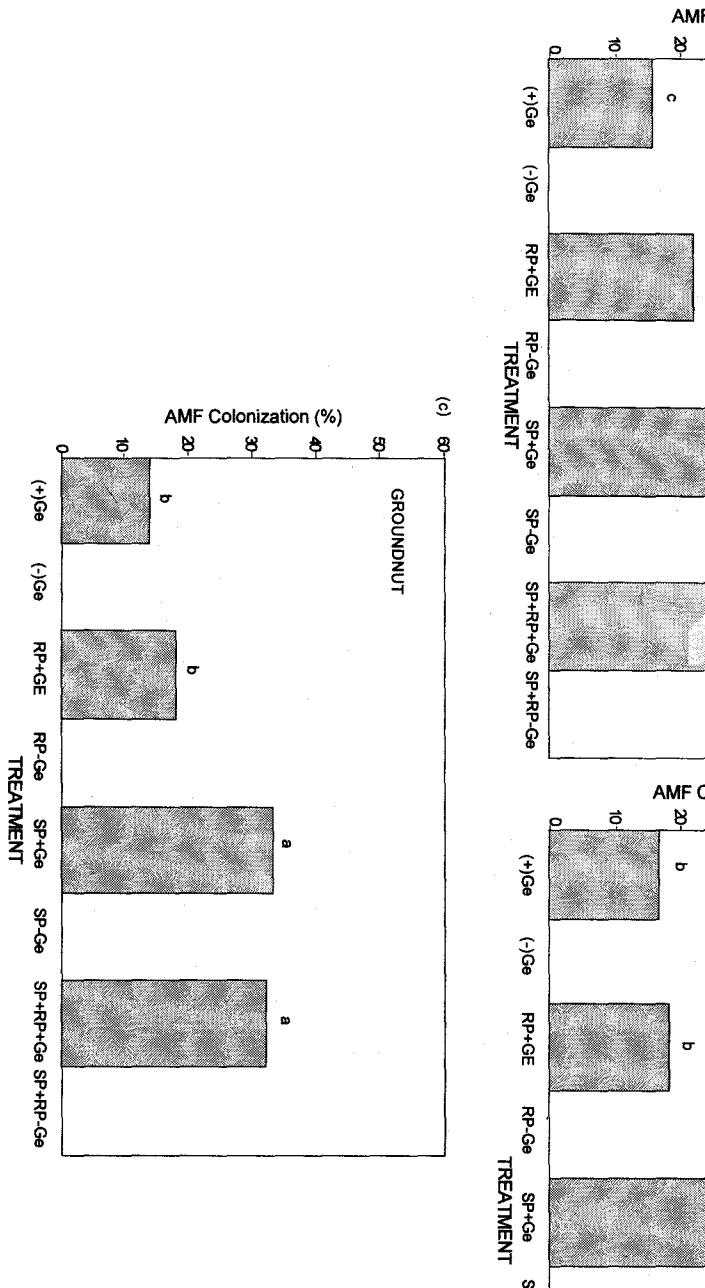 AMF
20
10
0
c
(+)Ge (-)Ge RP+GE RP-Ge SP+Ge SP-Ge SP+RP+Ge SP+RP-Ge
TREATMENT
AMF C
20
10
0
b b
(+)Ge (-)Ge RP+GE RP-Ge SP+Ge S
TREATMENT
(c)
AMF Colonization (%)
60
50
40
30
20
10
0
GROUNDNUT
b b a a
(+)Ge (-)Ge RP+GE RP-Ge SP+Ge SP-Ge SP+RP+Ge SP+RP-Ge
TREATMENT